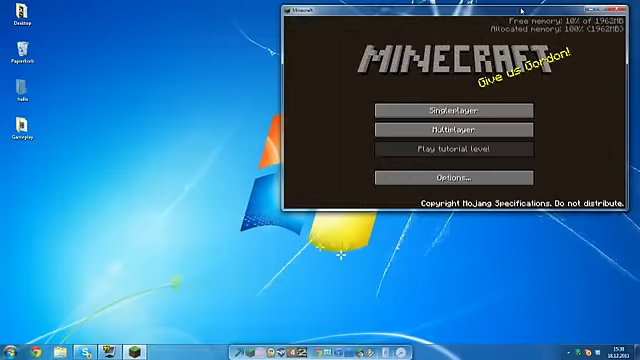 Minecraft
Free memory: 10% of 1962MB
Allocated memory: 100% (1962MB)
MINECRAFT
Give us Gordon!
Singleplayer
Multiplayer
Play tutorial level
Options...
Copyright Mojang Specifications. Do not distribute.
Desktop
Papierkorb
hallo
Gameplay
15:38
18.12.2011